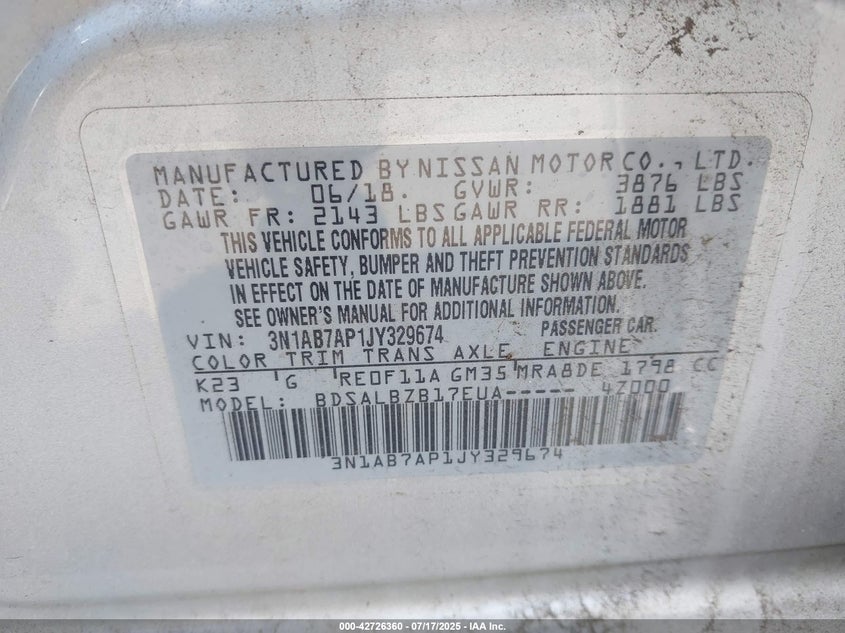 MANUFACTURED BY NISSAN MOTOR CO., LTD.
DATE: 06/18. GVWR: 3876 LBS
GAWR FR: 2143 LBS GAWR RR: 1881 LBS
THIS VEHICLE CONFORMS TO ALL APPLICABLE FEDERAL MOTOR
VEHICLE SAFETY, BUMPER AND THEFT PREVENTION STANDARDS
IN EFFECT ON THE DATE OF MANUFACTURE SHOWN ABOVE.
SEE OWNER'S MANUAL FOR ADDITIONAL INFORMATION.
VIN: 3N1AB7AP1JY329674 PASSENGER CAR.
COLOR TRIM TRANS AXLE ENGINE
K23 G RE0F11A GM35 MRA8DE 1798 CC
MODEL: BDSALBZB17EUA----- 4Z000
3N1AB7AP1JY329674
000-42726360 - 07/17/2025 - IAA Inc.